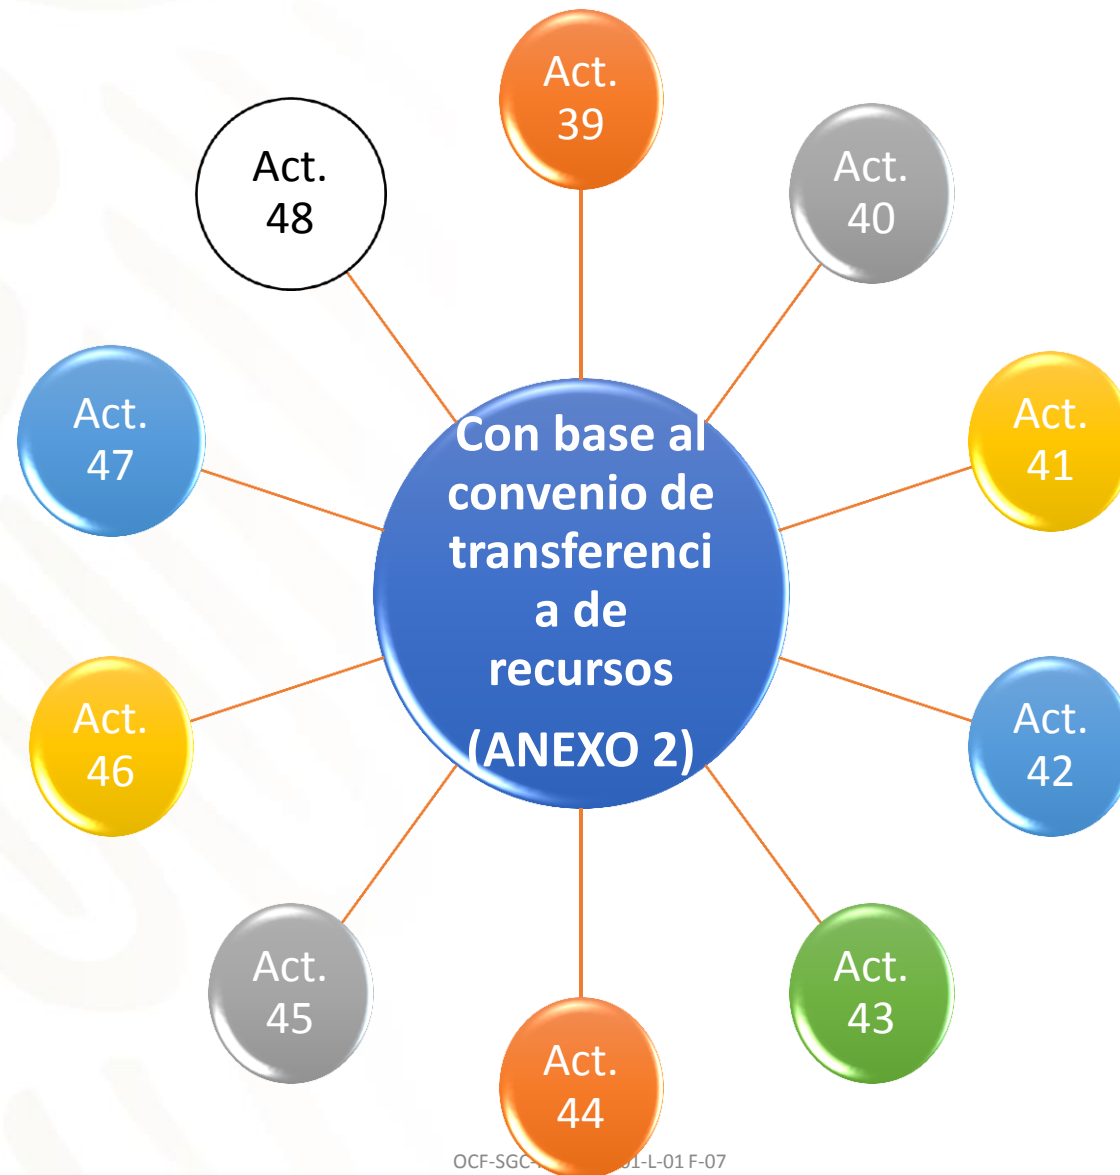 Act.
39
Act.
40
Act.
41
Act.
42
Act.
43
Act.
44
Act.
45
Act.
46
Act.
47
Act.
48
Con base al
convenio de
transferenci
a de
recursos
(ANEXO 2)
OCF-SGC- 01-L-01 F-07